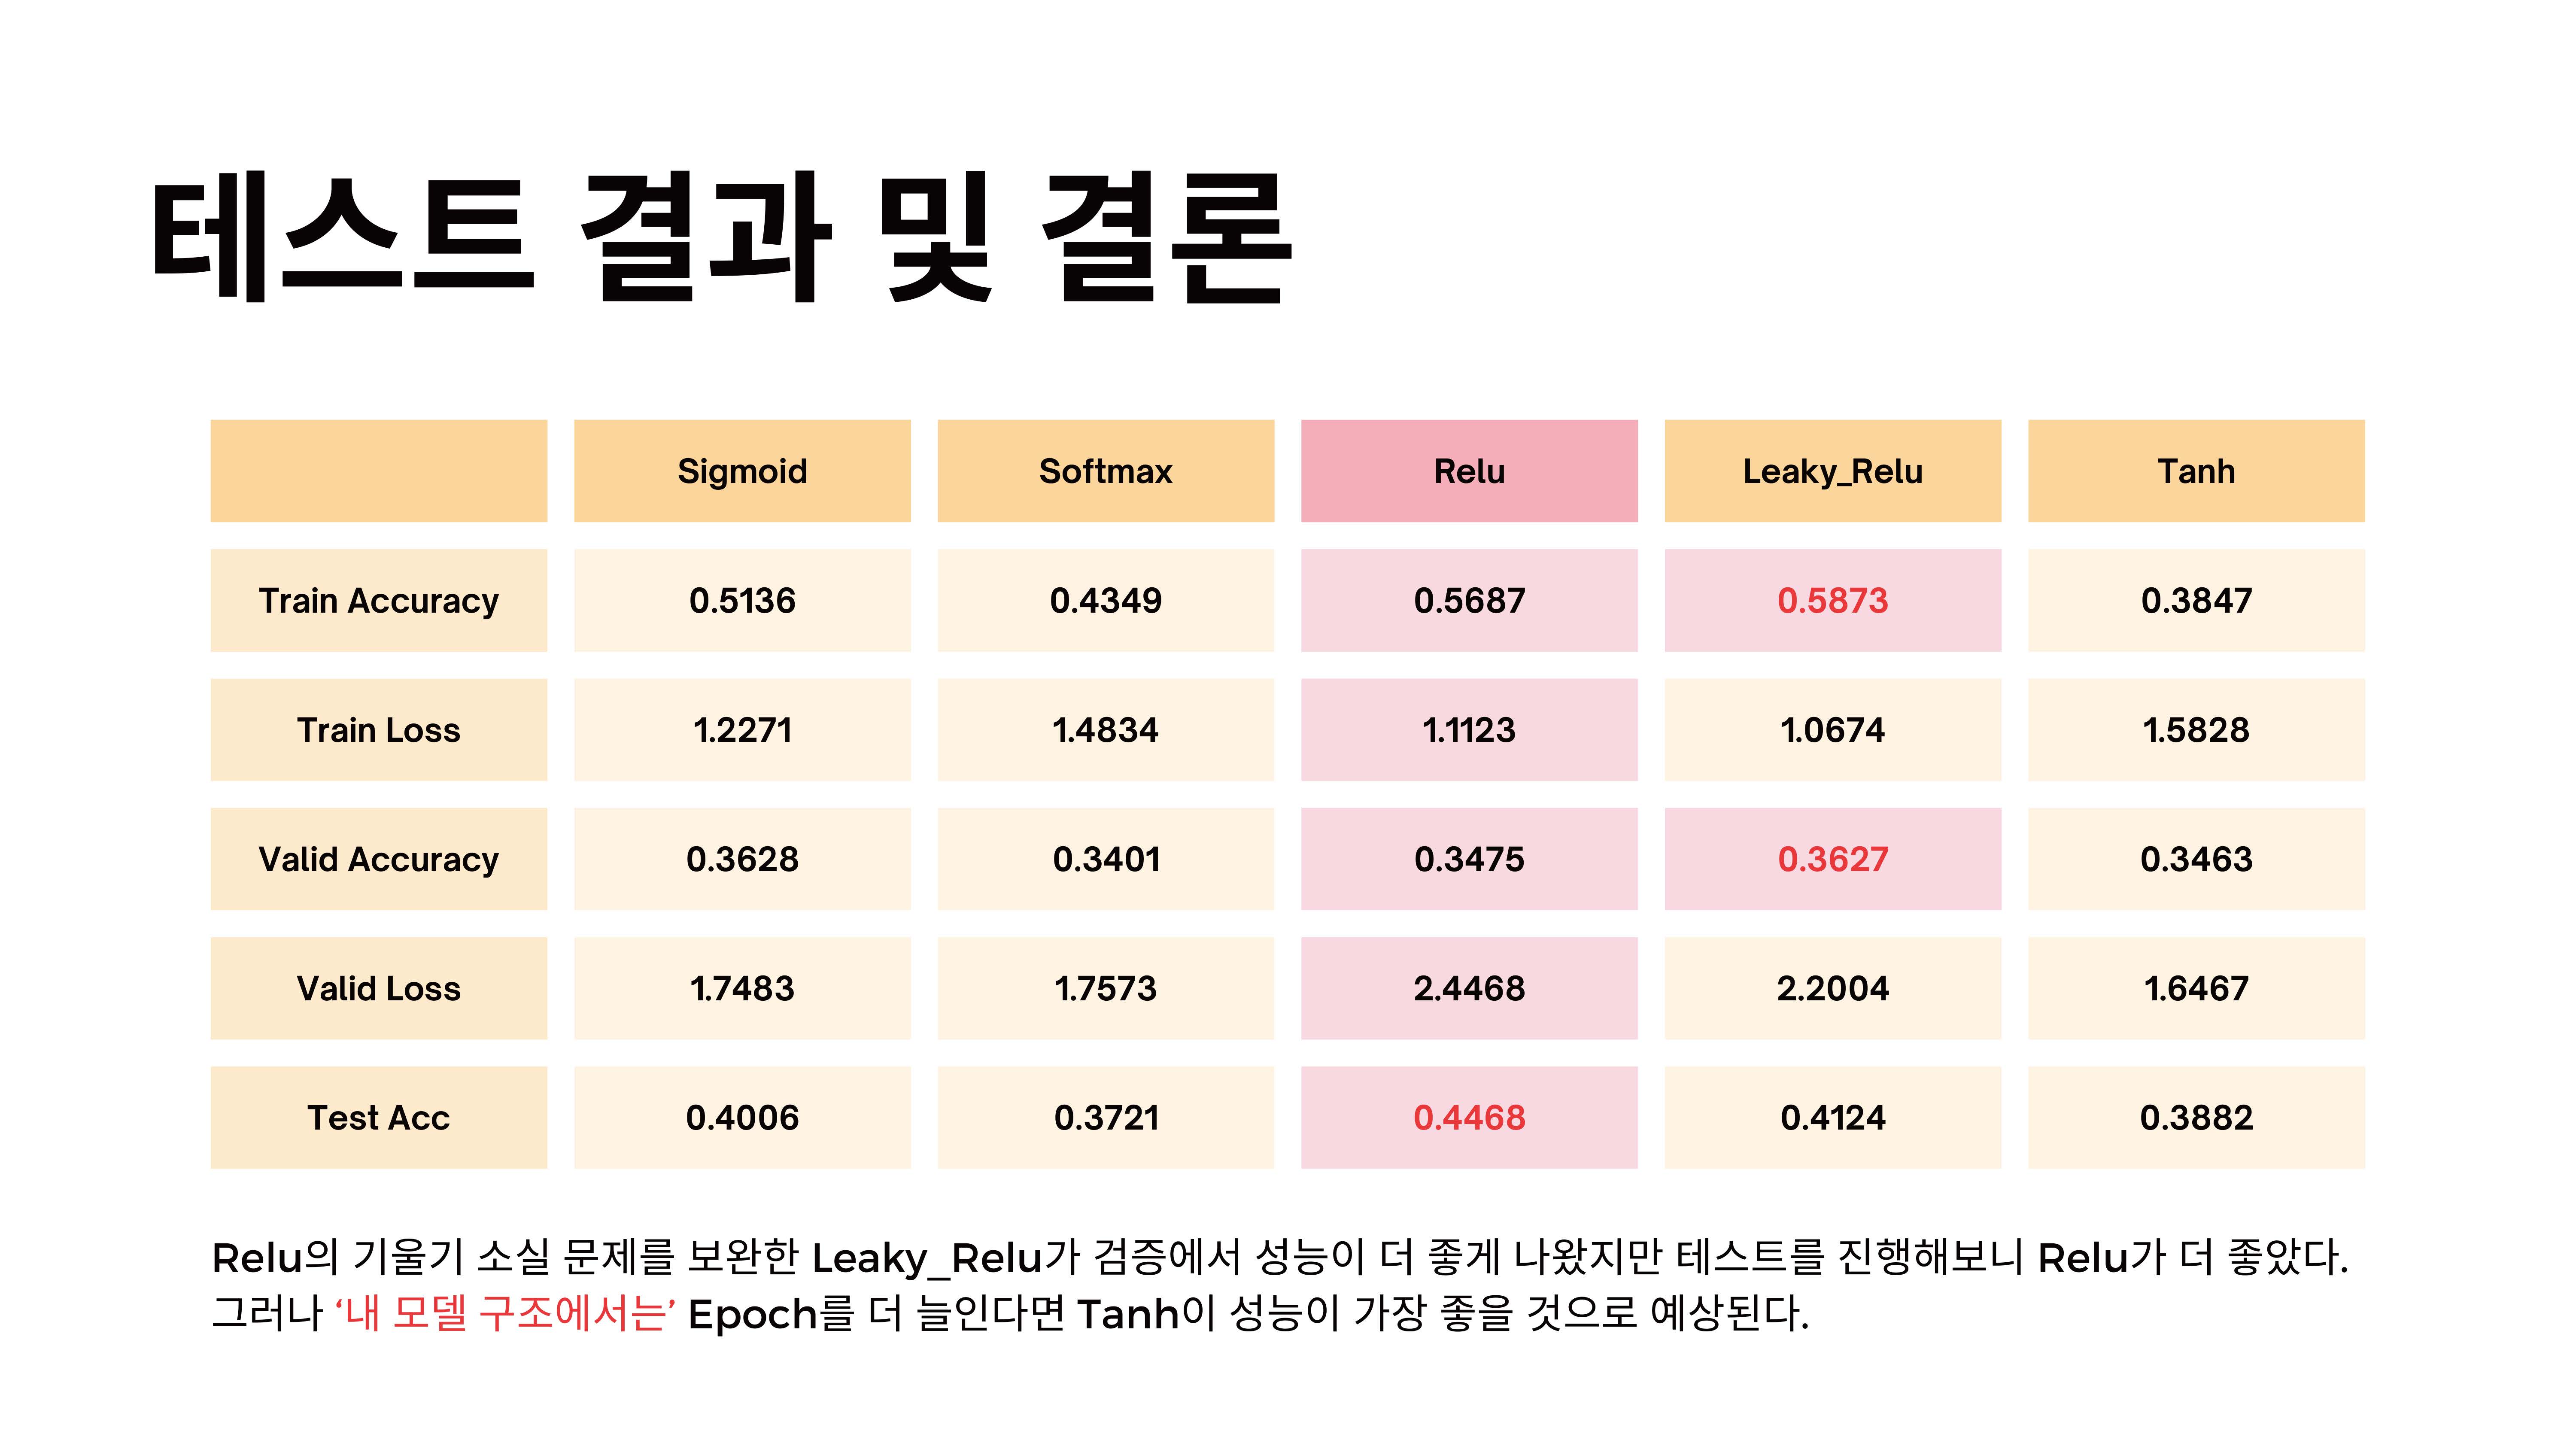 테스트 결과 및 결론
Sigmoid Softmax Relu Leaky_Relu Tanh
Train Accuracy 0.5136 0.4349 0.5687 0.5873 0.3847
Train Loss 1.2271 1.4834 1.1123 1.0674 1.5828
Valid Accuracy 0.3628 0.3401 0.3475 0.3627 0.3463
Valid Loss 1.7483 1.7573 2.4468 2.2004 1.6467
Test Acc 0.4006 0.3721 0.4468 0.4124 0.3882
Relu의 기울기 소실 문제를 보완한 Leaky_Relu가 검증에서 성능이 더 좋게 나왔지만 테스트를 진행해보니 Relu가 더 좋았다.
그러나 ‘내 모델 구조에서는’ Epoch를 더 늘인다면 Tanh이 성능이 가장 좋을 것으로 예상된다.